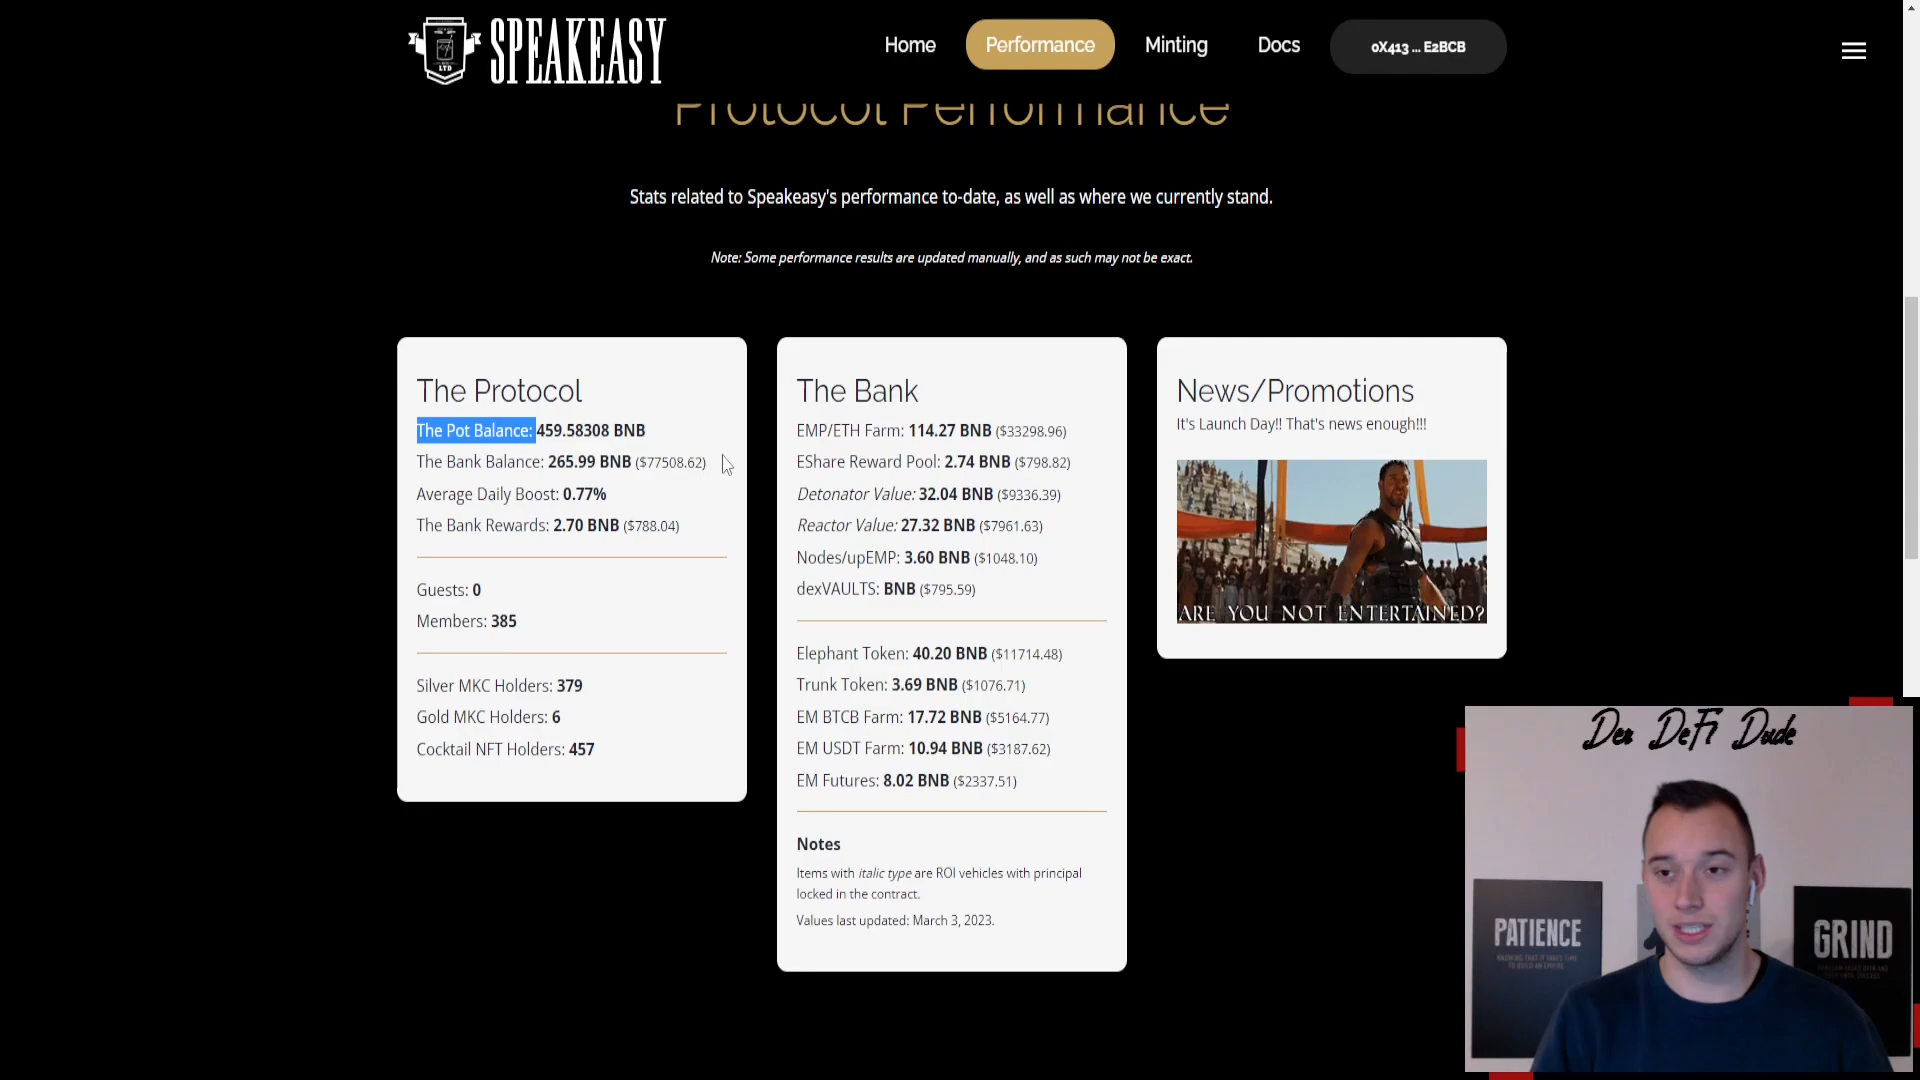 SPEAKEASY
LTD
Home
Performance
Minting
Docs
0X413 ... E2BCB
Protocol Performance
Stats related to Speakeasy's performance to-date, as well as where we currently stand.
Note: Some performance results are updated manually, and as such may not be exact.
The Protocol
The Pot Balance: 459.58308 BNB
The Bank Balance: 265.99 BNB ($77508.62)
Average Daily Boost: 0.77%
The Bank Rewards: 2.70 BNB ($788.04)
Guests: 0
Members: 385
Silver MKC Holders: 379
Gold MKC Holders: 6
Cocktail NFT Holders: 457
The Bank
EMP/ETH Farm: 114.27 BNB ($33298.96)
EShare Reward Pool: 2.74 BNB ($798.82)
Detonator Value: 32.04 BNB ($9336.39)
Reactor Value: 27.32 BNB ($7961.63)
Nodes/upEMP: 3.60 BNB ($1048.10)
dexVAULTS: BNB ($795.59)
Elephant Token: 40.20 BNB ($11714.48)
Trunk Token: 3.69 BNB ($1076.71)
EM BTCB Farm: 17.72 BNB ($5164.77)
EM USDT Farm: 10.94 BNB ($3187.62)
EM Futures: 8.02 BNB ($2337.51)
Notes
Items with italic type are ROI vehicles with principal
locked in the contract.
Values last updated: March 3, 2023.
News/Promotions
It's Launch Day!! That's news enough!!!
ARE YOU NOT ENTERTAINED?
Dex DeFi Dude
PATIENCE
KNOWING THAT IT TAKES TIME
TO BUILD AN EMPIRE
GRIND